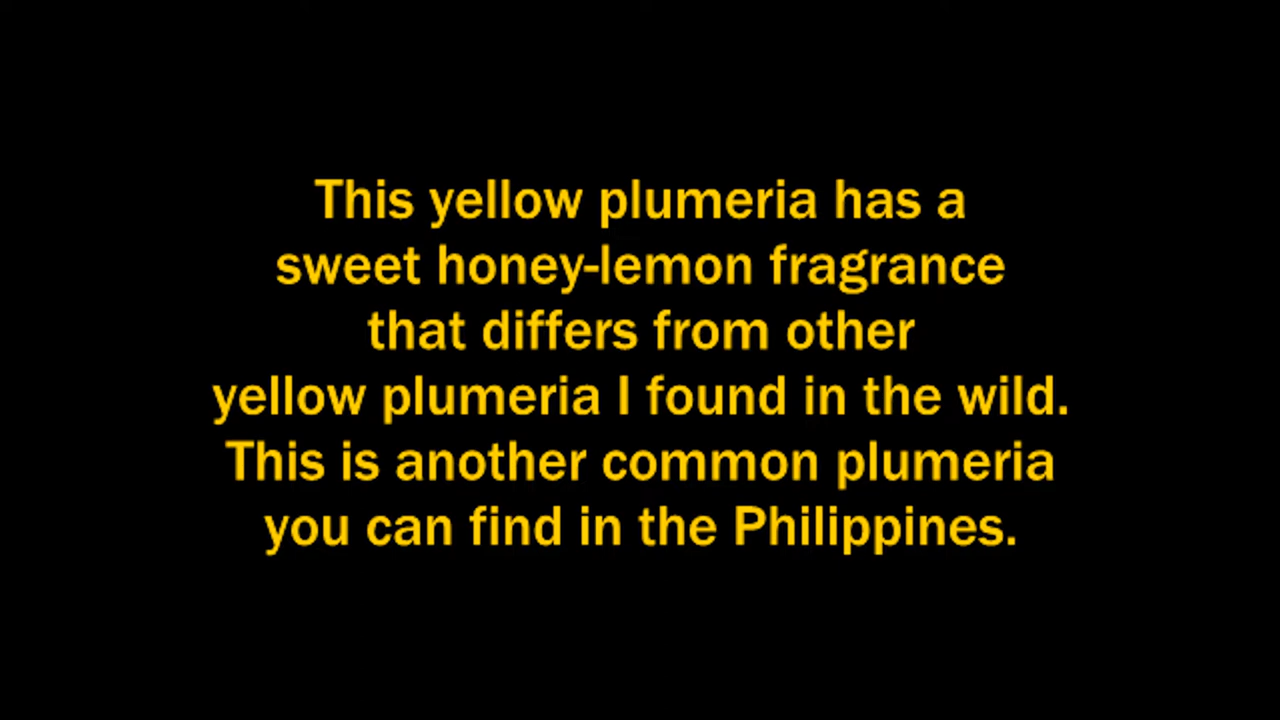 This yellow plumeria has a
sweet honey-lemon fragrance
that differs from other
yellow plumeria I found in the wild.
This is another common plumeria
you can find in the Philippines.